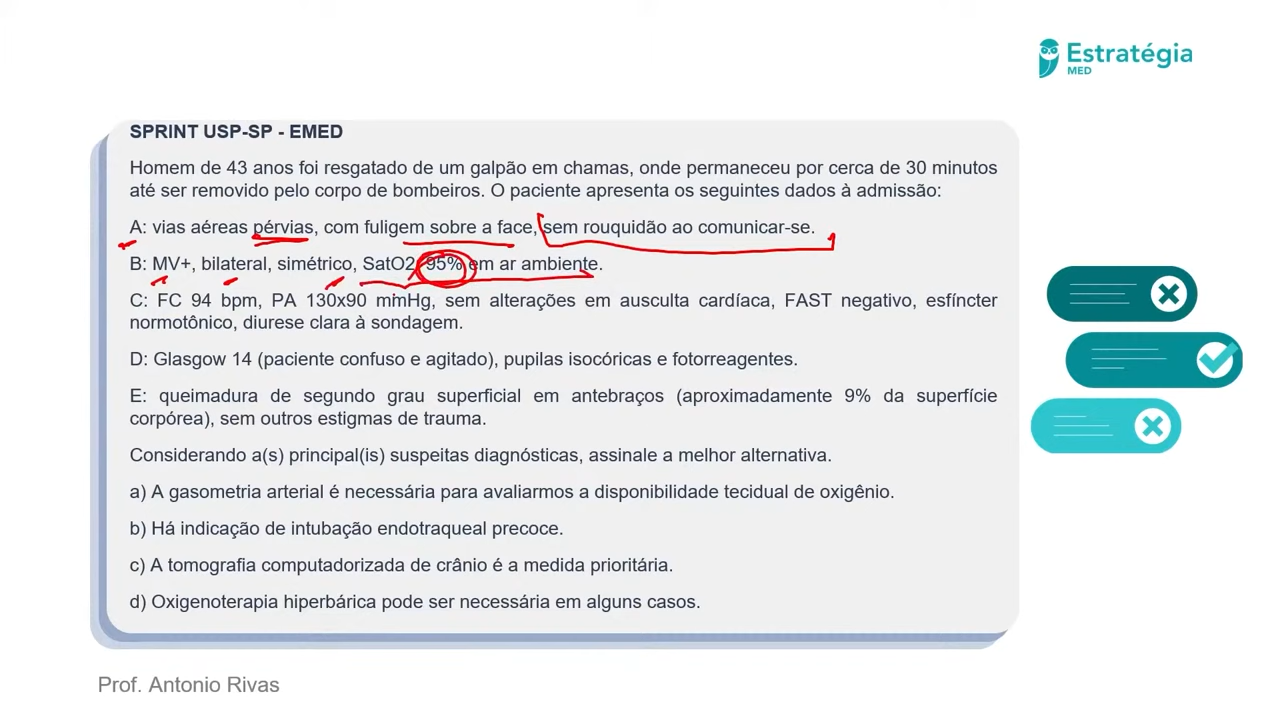 Estratégia
MED
SPRINT USP-SP - EMED
Homem de 43 anos foi resgatado de um galpão em chamas, onde permaneceu por cerca de 30 minutos
até ser removido pelo corpo de bombeiros. O paciente apresenta os seguintes dados à admissão:
A: vias aéreas pérvias, com fuligem sobre a face, sem rouquidão ao comunicar-se.
B: MV+, bilateral, simétrico, SatO2: 95% em ar ambiente.
C: FC 94 bpm, PA 130x90 mmHg, sem alterações em ausculta cardíaca, FAST negativo, esfíncter
normotônico, diurese clara à sondagem.
D: Glasgow 14 (paciente confuso e agitado), pupilas isocóricas e fotorreagentes.
E: queimadura de segundo grau superficial em antebraços (aproximadamente 9% da superfície
corpórea), sem outros estigmas de trauma.
Considerando a(s) principal(is) suspeitas diagnósticas, assinale a melhor alternativa.
a) A gasometria arterial é necessária para avaliarmos a disponibilidade tecidual de oxigênio.
b) Há indicação de intubação endotraqueal precoce.
c) A tomografia computadorizada de crânio é a medida prioritária.
d) Oxigenoterapia hiperbárica pode ser necessária em alguns casos.
Prof. Antonio Rivas